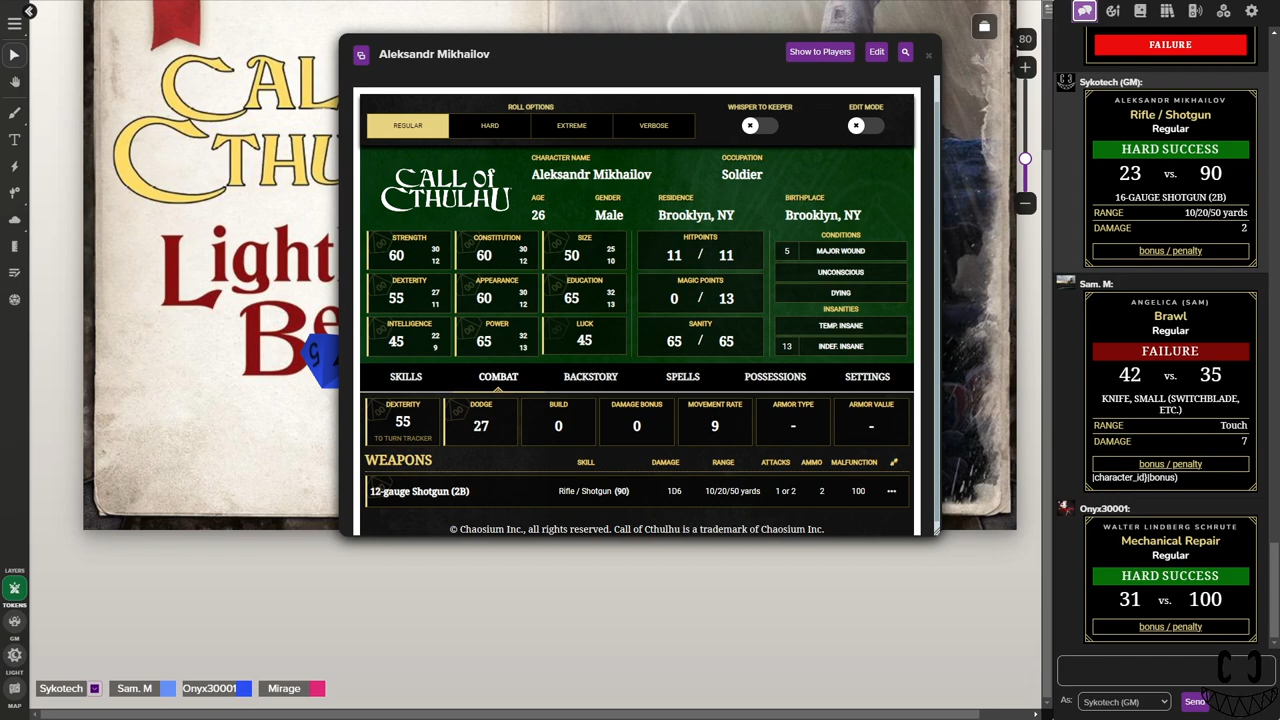 CALL
CTHU
Light
Be
Aleksandr Mikhailov
Show to Players
Edit
ROLL OPTIONS
WHISPER TO KEEPER
EDIT MODE
REGULAR
HARD
EXTREME
VERBOSE
CALL OF
CTHULHU
CHARACTER NAME
Aleksandr Mikhailov
OCCUPATION
Soldier
AGE
26
GENDER
Male
RESIDENCE
Brooklyn, NY
BIRTHPLACE
Brooklyn, NY
STRENGTH
60
30
12
CONSTITUTION
60
30
12
SIZE
50
25
10
HITPOINTS
11 / 11
DEXTERITY
55
27
11
APPEARANCE
60
30
12
EDUCATION
65
32
13
MAGIC POINTS
0 / 13
INTELLIGENCE
45
22
9
POWER
65
32
13
LUCK
45
SANITY
65 / 65
CONDITIONS
5 MAJOR WOUND
UNCONSCIOUS
DYING
INSANITIES
TEMP. INSANE
13 INDEF. INSANE
SKILLS
COMBAT
BACKSTORY
SPELLS
POSSESSIONS
SETTINGS
DEXTERITY
55
TO TURN TRACKER
DODGE
27
BUILD
0
DAMAGE BONUS
0
MOVEMENT RATE
9
ARMOR TYPE
-
ARMOR VALUE
-
WEAPONS SKILL DAMAGE RANGE ATTACKS AMMO MALFUNCTION
12-gauge Shotgun (2B) Rifle / Shotgun (90) 1D6 10/20/50 yards 1 or 2 2 100 •••
© Chaosium Inc., all rights reserved. Call of Cthulhu is a trademark of Chaosium Inc.
80
FAILURE
Sykotech (GM):
ALEKSANDR MIKHAILOV
Rifle / Shotgun
Regular
HARD SUCCESS
23 vs. 90
16-GAUGE SHOTGUN (2B)
RANGE 10/20/50 yards
DAMAGE 2
bonus / penalty
Sam. M:
ANGELICA (SAM)
Brawl
Regular
FAILURE
42 vs. 35
KNIFE, SMALL (SWITCHBLADE,
ETC.)
RANGE Touch
DAMAGE 7
bonus / penalty
|character_id}|bonus)
Onyx30001:
WALTER LINDBERG SCHRUTE
Mechanical Repair
Regular
HARD SUCCESS
31 vs. 100
bonus / penalty
As:
Sykotech (GM)
Send
LAYERS
TOKENS
GM
LIGHT
MAP
Sykotech
Sam. M
Onyx30001
Mirage